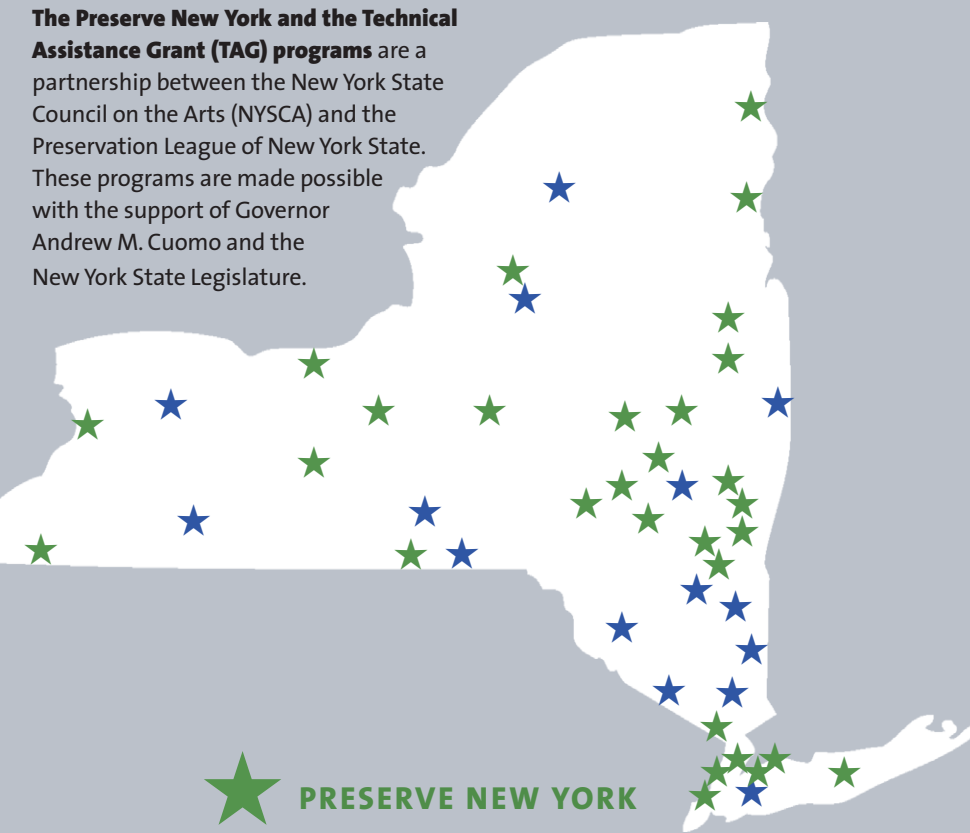 The Preserve New York and the Technical
Assistance Grant (TAG) programs are a
partnership between the New York State
Council on the Arts (NYSCA) and the
Preservation League of New York State.
These programs are made possible
with the support of Governor
Andrew M. Cuomo and the
New York State Legislature.
PRESERVE NEW YORK